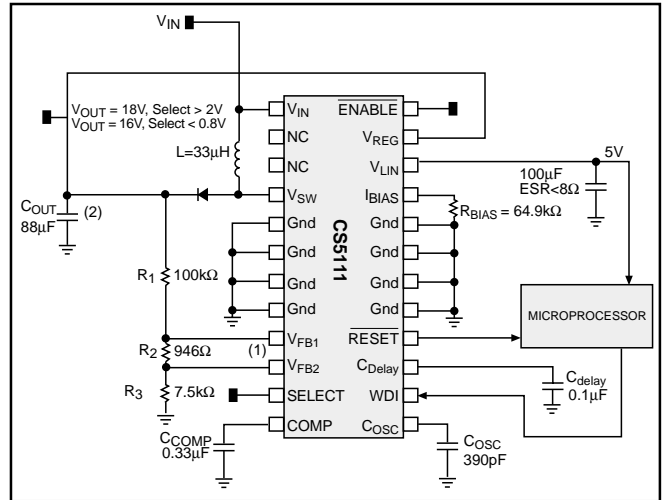 VIN
VOUT = 18V, Select > 2V
VOUT = 16V, Select < 0.8V
L=33µH
COUT
88µF
(2)
R1
100kΩ
R2
946Ω
(1)
R3
7.5kΩ
CCOMP
0.33µF
VIN
NC
NC
VSW
Gnd
Gnd
Gnd
Gnd
VFB1
VFB2
SELECT
COMP
CS5111
ENABLE
VREG
VLIN
IBIAS
Gnd
Gnd
Gnd
Gnd
RESET
CDelay
WDI
COSC
5V
100µF
ESR<8Ω
RBIAS = 64.9kΩ
MICROPROCESSOR
Cdelay
0.1µF
COSC
390pF